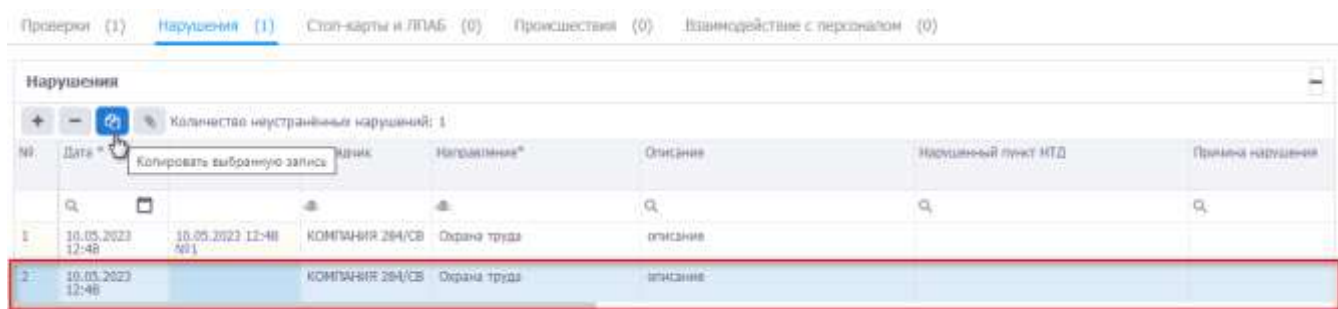 Проверки (1) Нарушения (1) Стоп-карты и ЛПАБ (0) Происшествия (0) Взаимодействие с персоналом (0)
Нарушения
Количество неустранённых нарушений: 1
№ Дата * Направление* Описание Нарушенный пункт НТД Причина нарушения
Копировать выбранную запись
1 10.05.2023 12:48 10.05.2023 12:48 №1 КОМПАНИЯ 284/СВ Охрана труда описание
2 10.05.2023 12:48 КОМПАНИЯ 284/СВ Охрана труда описание